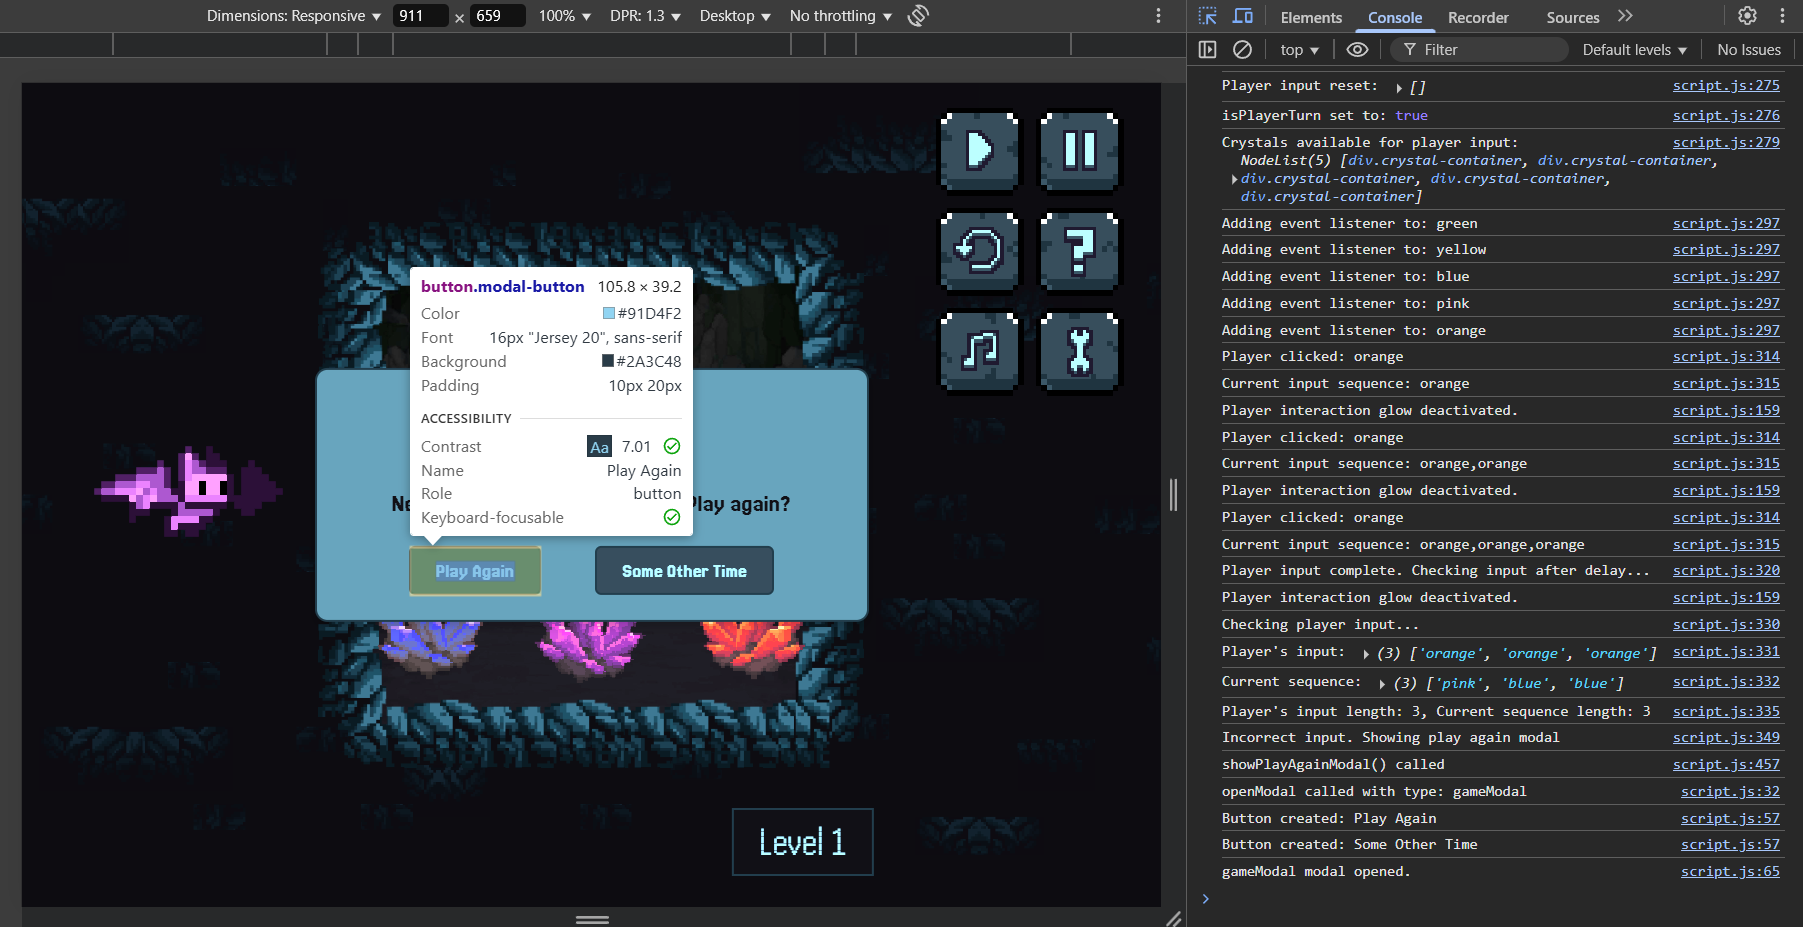 Dimensions: Responsive 911 × 659 100% DPR: 1.3 Desktop No throttling
Elements Console Recorder Sources
top Filter Default levels No Issues
button.modal-button 105.8 × 39.2
Color #91D4F2
Font 16px "Jersey 20", sans-serif
Background #2A3C48
Padding 10px 20px
ACCESSIBILITY
Contrast Aa 7.01
Name Play Again
Role button
Keyboard-focusable
Play again?
Play Again
Some Other Time
Level 1
Player input reset: [] script.js:275
isPlayerTurn set to: true script.js:276
Crystals available for player input: script.js:279
NodeList(5) [div.crystal-container, div.crystal-container,
div.crystal-container, div.crystal-container,
div.crystal-container]
Adding event listener to: green script.js:297
Adding event listener to: yellow script.js:297
Adding event listener to: blue script.js:297
Adding event listener to: pink script.js:297
Adding event listener to: orange script.js:297
Player clicked: orange script.js:314
Current input sequence: orange script.js:315
Player interaction glow deactivated. script.js:159
Player clicked: orange script.js:314
Current input sequence: orange,orange script.js:315
Player interaction glow deactivated. script.js:159
Player clicked: orange script.js:314
Current input sequence: orange,orange,orange script.js:315
Player input complete. Checking input after delay... script.js:320
Player interaction glow deactivated. script.js:159
Checking player input... script.js:330
Player's input: (3) ['orange', 'orange', 'orange'] script.js:331
Current sequence: (3) ['pink', 'blue', 'blue'] script.js:332
Player's input length: 3, Current sequence length: 3 script.js:335
Incorrect input. Showing play again modal script.js:349
showPlayAgainModal() called script.js:457
openModal called with type: gameModal script.js:32
Button created: Play Again script.js:57
Button created: Some Other Time script.js:57
gameModal modal opened. script.js:65